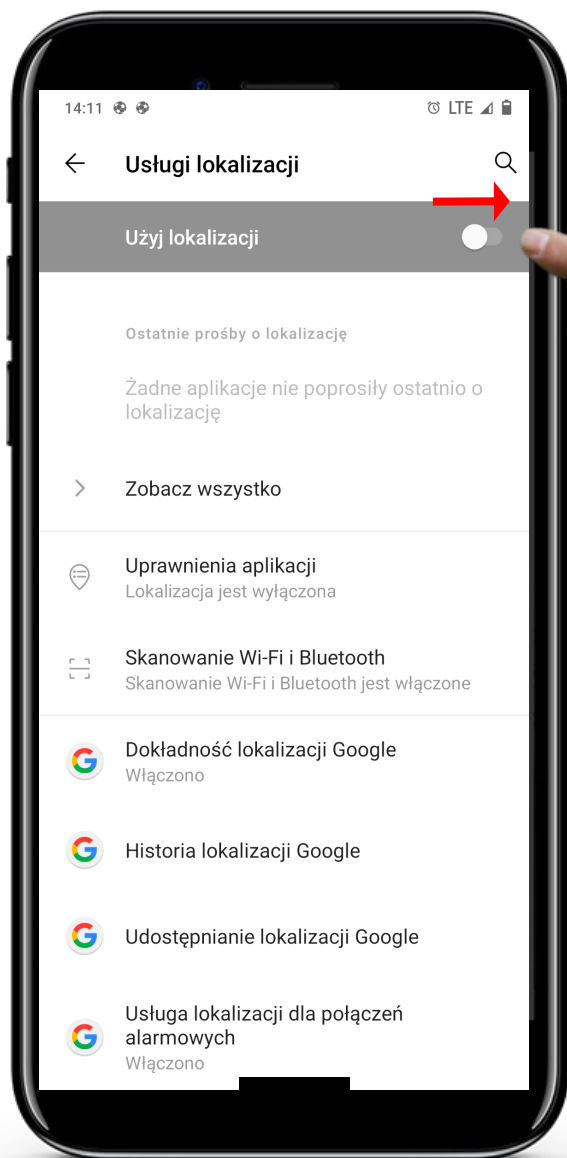 14:11 LTE
Usługi lokalizacji
Użyj lokalizacji
Ostatnie prośby o lokalizację
Żadne aplikacje nie poprosiły ostatnio o
lokalizację
Zobacz wszystko
Uprawnienia aplikacji
Lokalizacja jest wyłączona
Skanowanie Wi-Fi i Bluetooth
Skanowanie Wi-Fi i Bluetooth jest włączone
Dokładność lokalizacji Google
Włączono
Historia lokalizacji Google
Udostępnianie lokalizacji Google
Usługa lokalizacji dla połączeń
alarmowych
Włączono